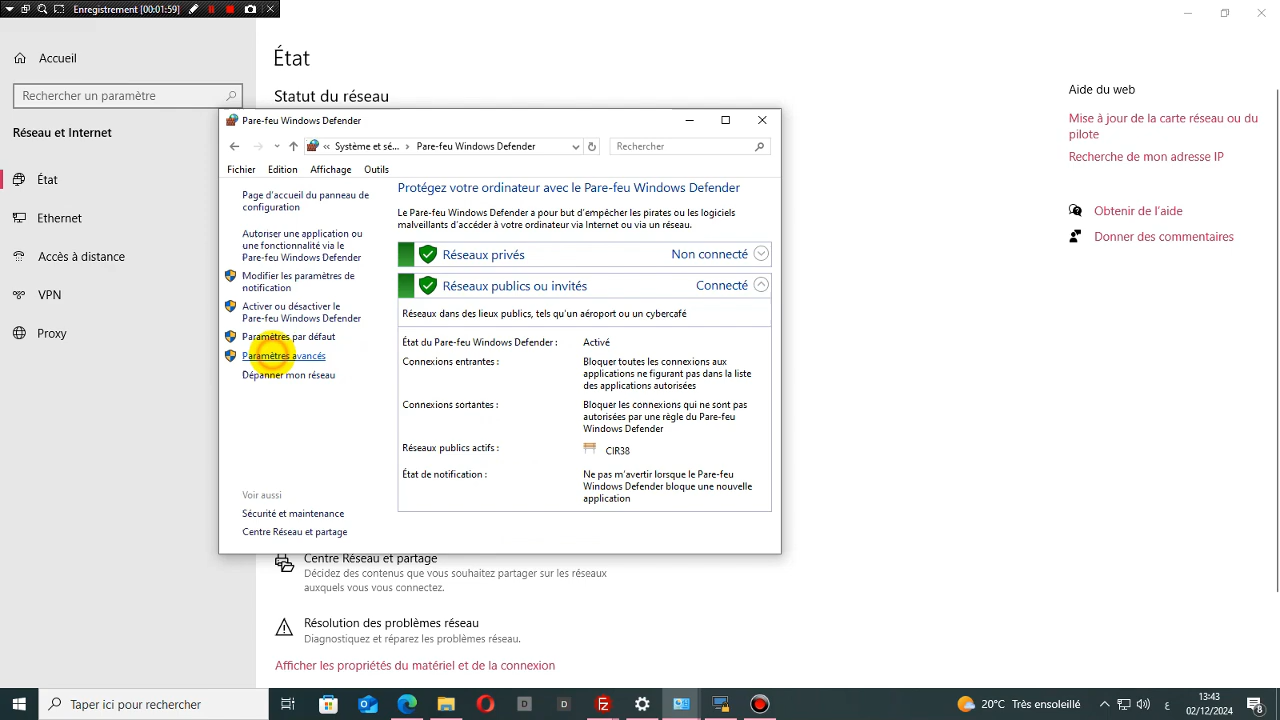 Enregistrement [00:01:59]
Accueil
Rechercher un paramètre
Réseau et Internet
État
Ethernet
Accès à distance
VPN
Proxy
État
Statut du réseau
Pare-feu Windows Defender
« Système et sé... › Pare-feu Windows Defender
Rechercher
Fichier Edition Affichage Outils
Page d'accueil du panneau de
configuration
Autoriser une application ou
une fonctionnalité via le
Pare-feu Windows Defender
Modifier les paramètres de
notification
Activer ou désactiver le
Pare-feu Windows Defender
Paramètres par défaut
Paramètres avancés
Dépanner mon réseau
Voir aussi
Sécurité et maintenance
Centre Réseau et partage
Protégez votre ordinateur avec le Pare-feu Windows Defender
Le Pare-feu Windows Defender a pour but d'empêcher les pirates ou les logiciels
malveillants d'accéder à votre ordinateur via Internet ou via un réseau.
Réseaux privés Non connecté
Réseaux publics ou invités Connecté
Réseaux dans des lieux publics, tels qu'un aéroport ou un cybercafé
État du Pare-feu Windows Defender : Activé
Connexions entrantes : Bloquer toutes les connexions aux
applications ne figurant pas dans la liste
des applications autorisées
Connexions sortantes : Bloquer les connexions qui ne sont pas
autorisées par une règle du Pare-feu
Windows Defender
Réseaux publics actifs : CIR38
État de notification : Ne pas m'avertir lorsque le Pare-feu
Windows Defender bloque une nouvelle
application
Centre Réseau et partage
Décidez des contenus que vous souhaitez partager sur les réseaux
auxquels vous vous connectez.
Résolution des problèmes réseau
Diagnostiquez et réparez les problèmes réseau.
Afficher les propriétés du matériel et de la connexion
Aide du web
Mise à jour de la carte réseau ou du
pilote
Recherche de mon adresse IP
Obtenir de l'aide
Donner des commentaires
Taper ici pour rechercher
20°C Très ensoleillé
ع
13:43
02/12/2024
8